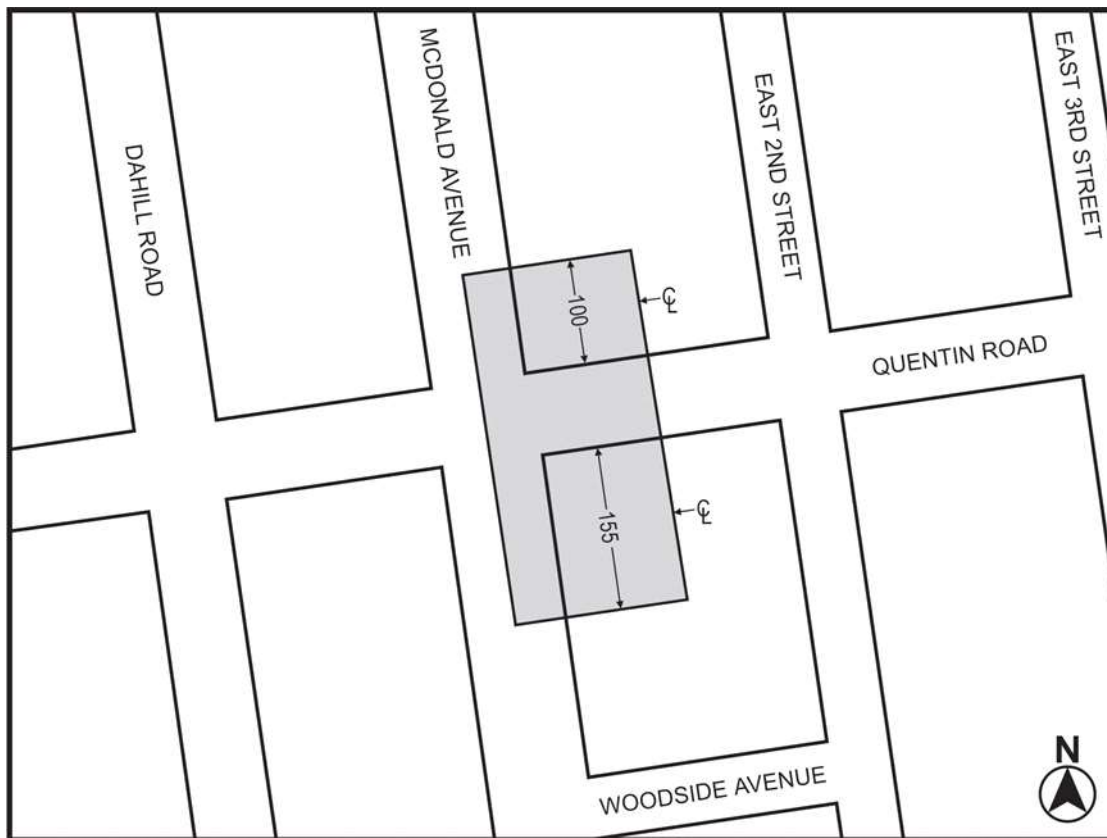 DAHILL ROAD
MCDONALD AVENUE
EAST 2ND STREET
EAST 3RD STREET
100
℄
QUENTIN ROAD
155
℄
WOODSIDE AVENUE
N